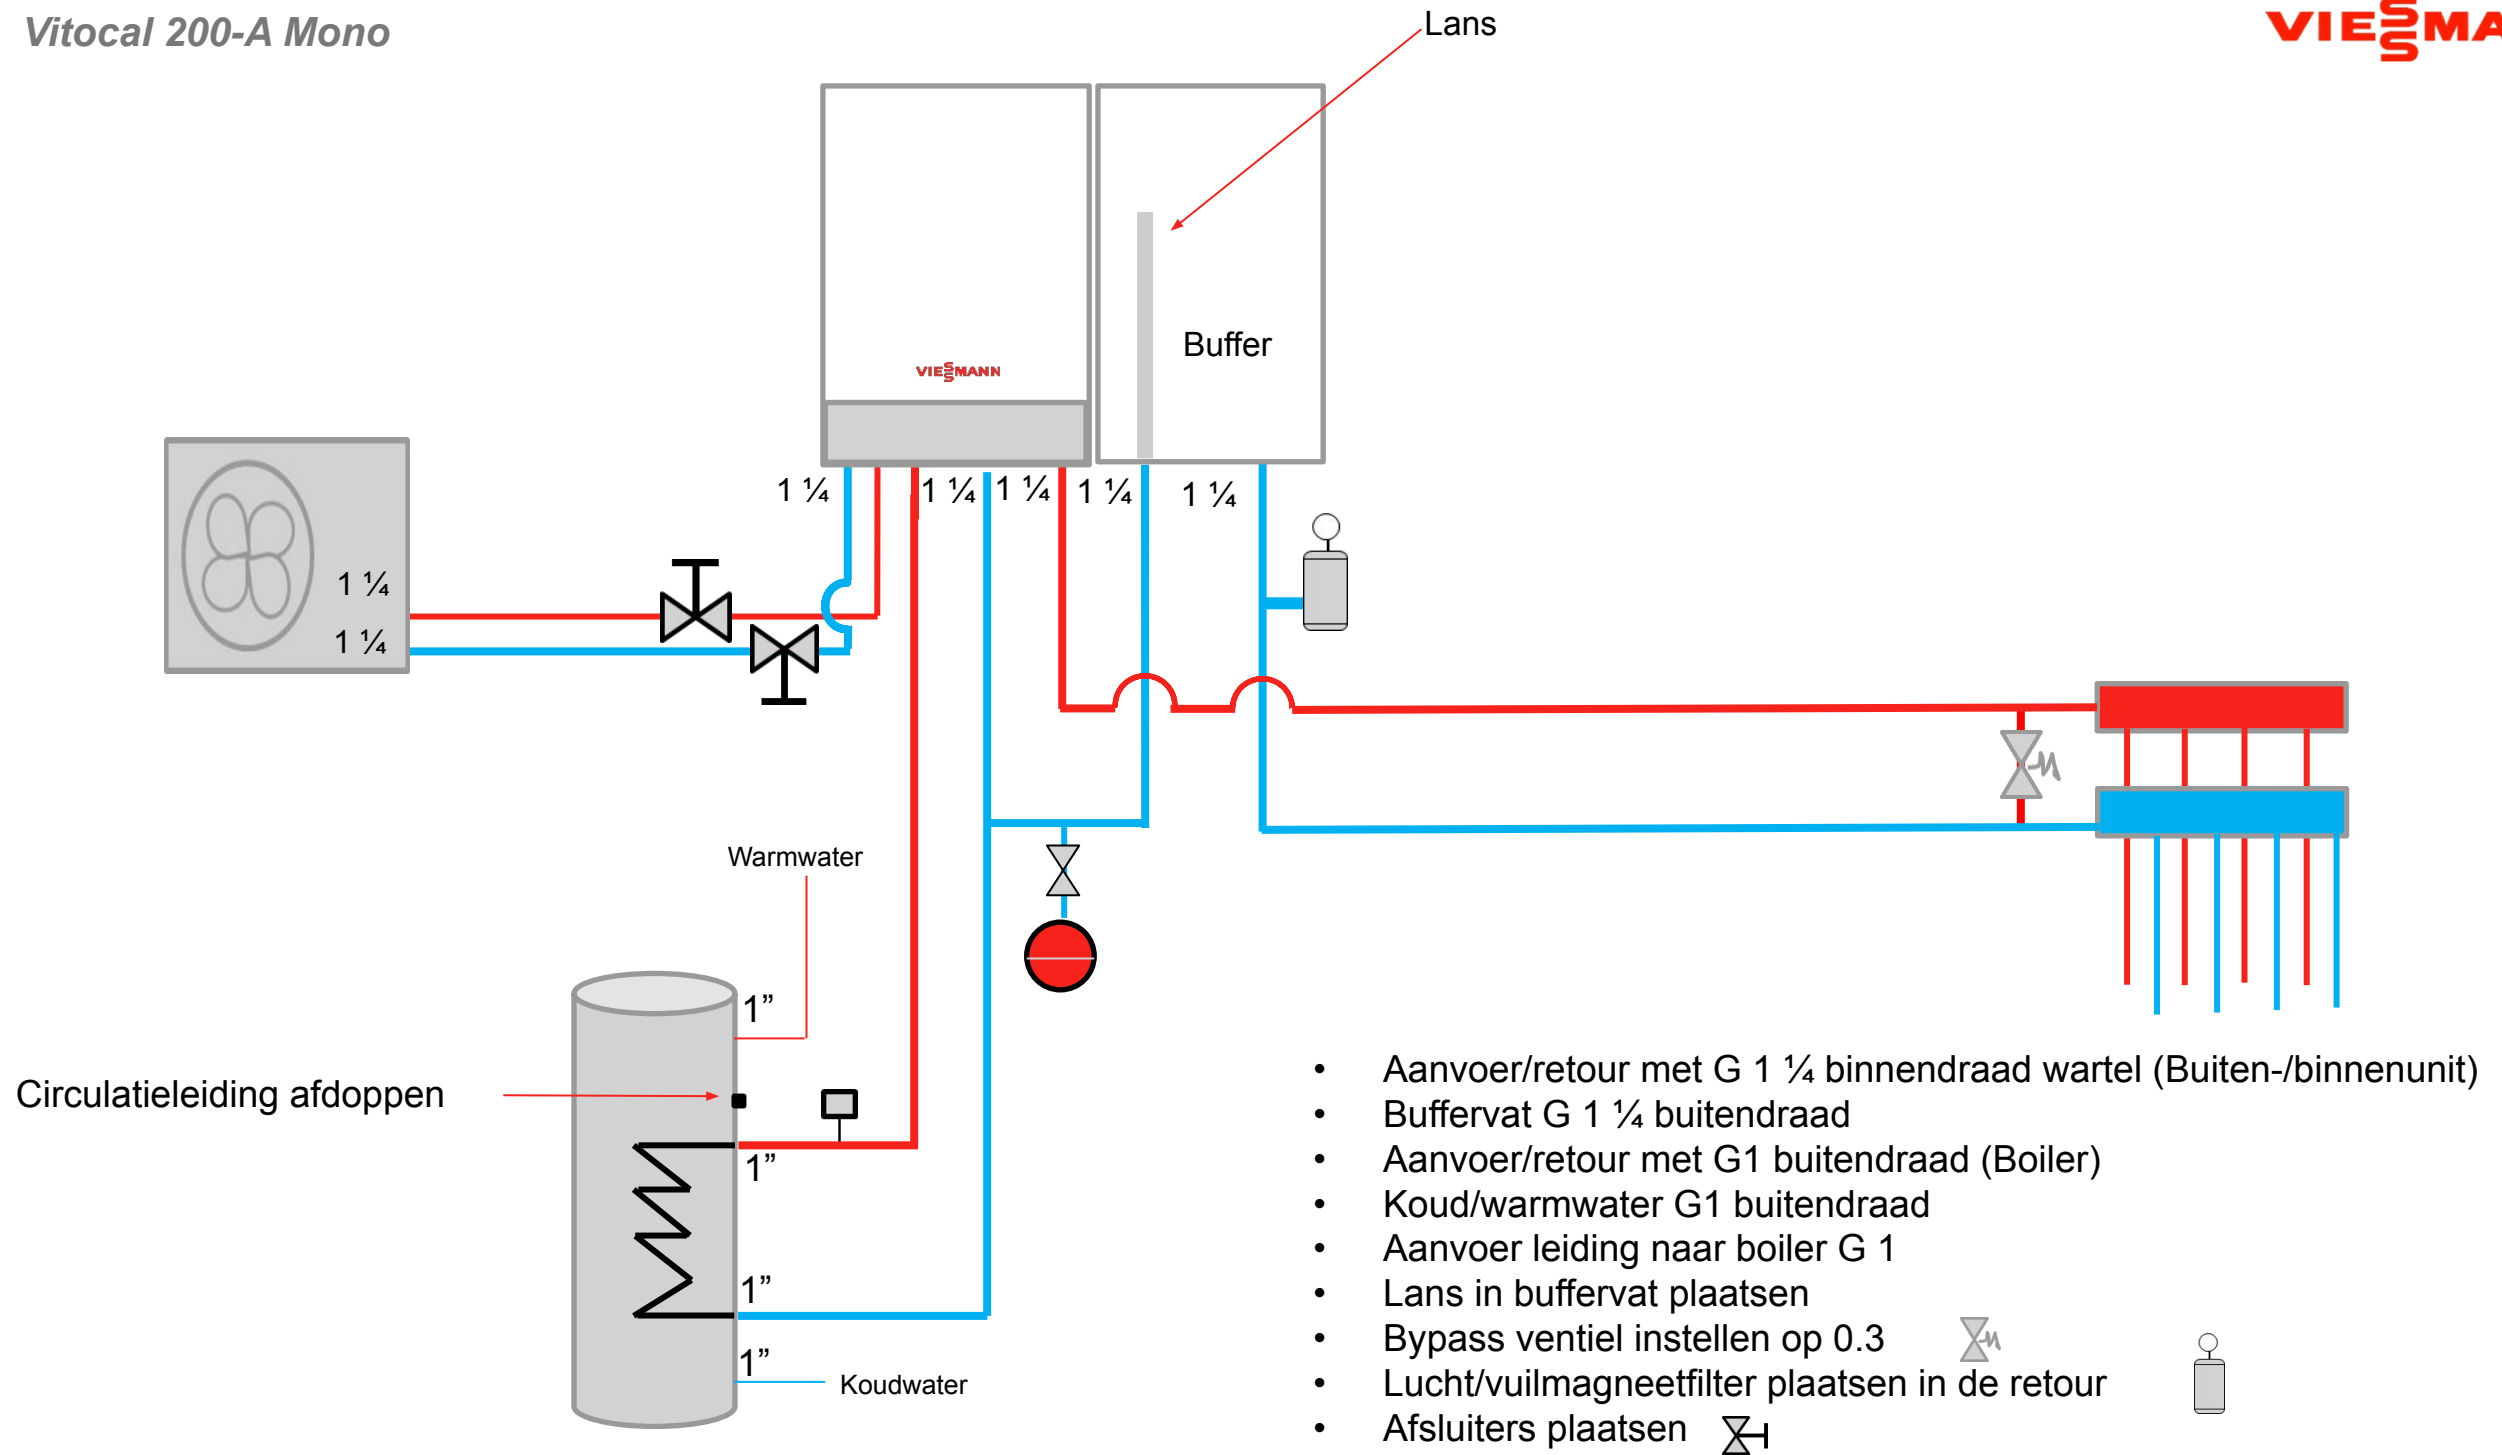 Vitocal 200-A Mono
Lans
VIESSMA
Buffer
VIESSMANN
1 ¼
1 ¼
1 ¼
1 ¼
1 ¼
1 ¼
1 ¼
Warmwater
1”
Circulatieleiding afdoppen
1”
1”
1”
Koudwater
• Aanvoer/retour met G 1 ¼ binnendraad wartel (Buiten-/binnenunit)
• Buffervat G 1 ¼ buitendraad
• Aanvoer/retour met G1 buitendraad (Boiler)
• Koud/warmwater G1 buitendraad
• Aanvoer leiding naar boiler G 1
• Lans in buffervat plaatsen
• Bypass ventiel instellen op 0.3
• Lucht/vuilmagneetfilter plaatsen in de retour
• Afsluiters plaatsen